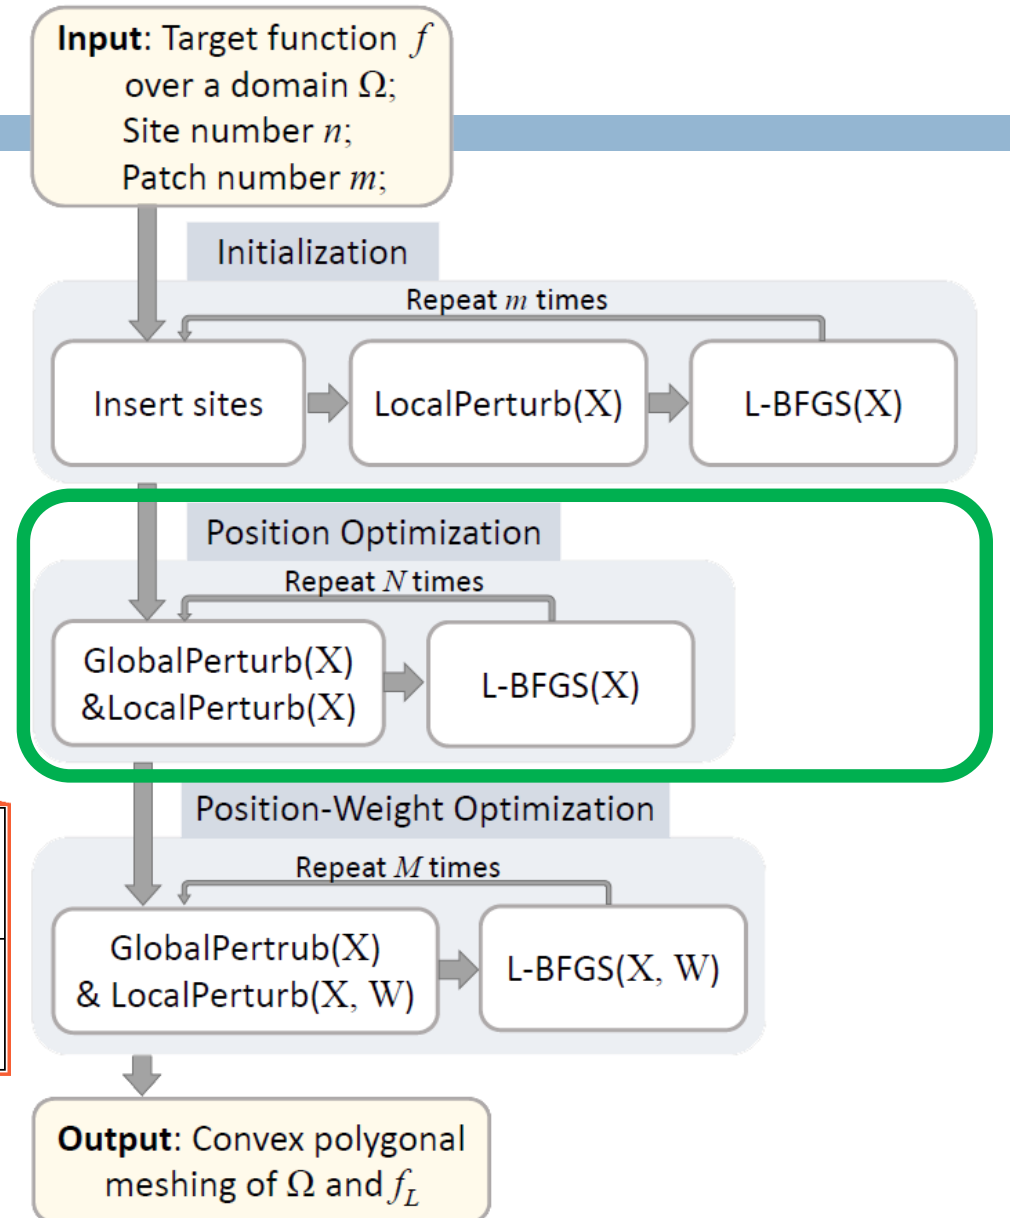 Input: Target function f
over a domain Ω;
Site number n;
Patch number m;
Initialization
Repeat m times
Insert sites
LocalPerturb(X)
L-BFGS(X)
Position Optimization
Repeat N times
GlobalPerturb(X)
&LocalPerturb(X)
L-BFGS(X)
Position-Weight Optimization
Repeat M times
GlobalPertrub(X)
& LocalPerturb(X, W)
L-BFGS(X, W)
Output: Convex polygonal
meshing of Ω and f_L